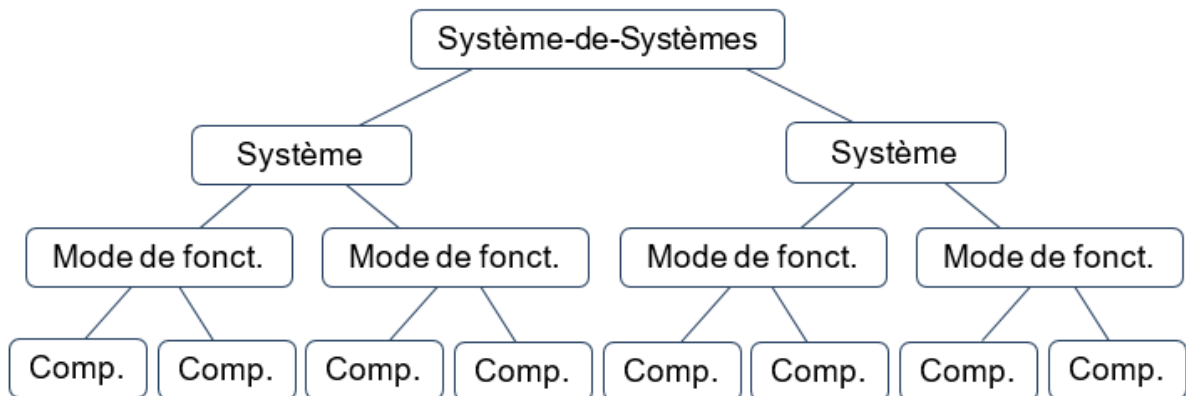 Système-de-Systèmes
Système
Système
Mode de fonct.
Mode de fonct.
Mode de fonct.
Mode de fonct.
Comp.
Comp.
Comp.
Comp.
Comp.
Comp.
Comp.
Comp.